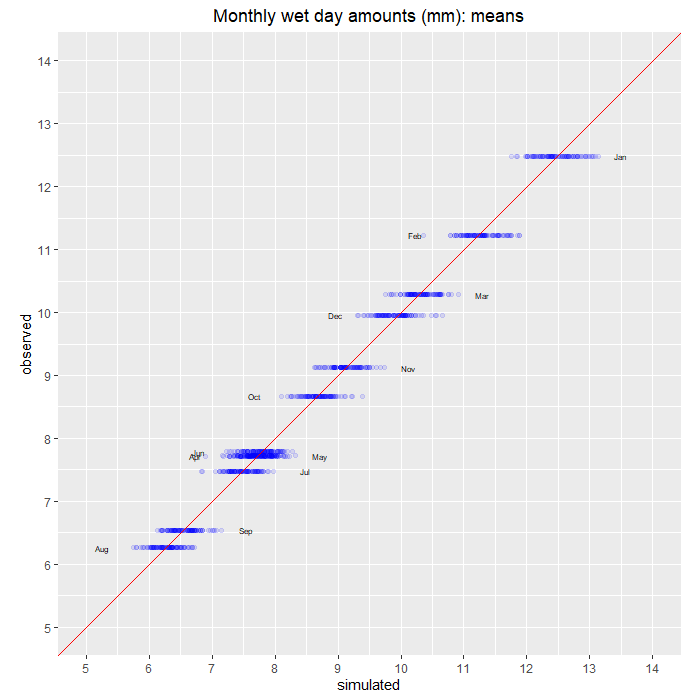 Monthly wet day amounts (mm): means
14
13
Jan
12
Feb
11
Mar
10
Dec
observed
9
Nov
Oct
8
Jun
Apr
May
Jul
7
Sep
Aug
6
5
5 6 7 8 9 10 11 12 13 14
simulated